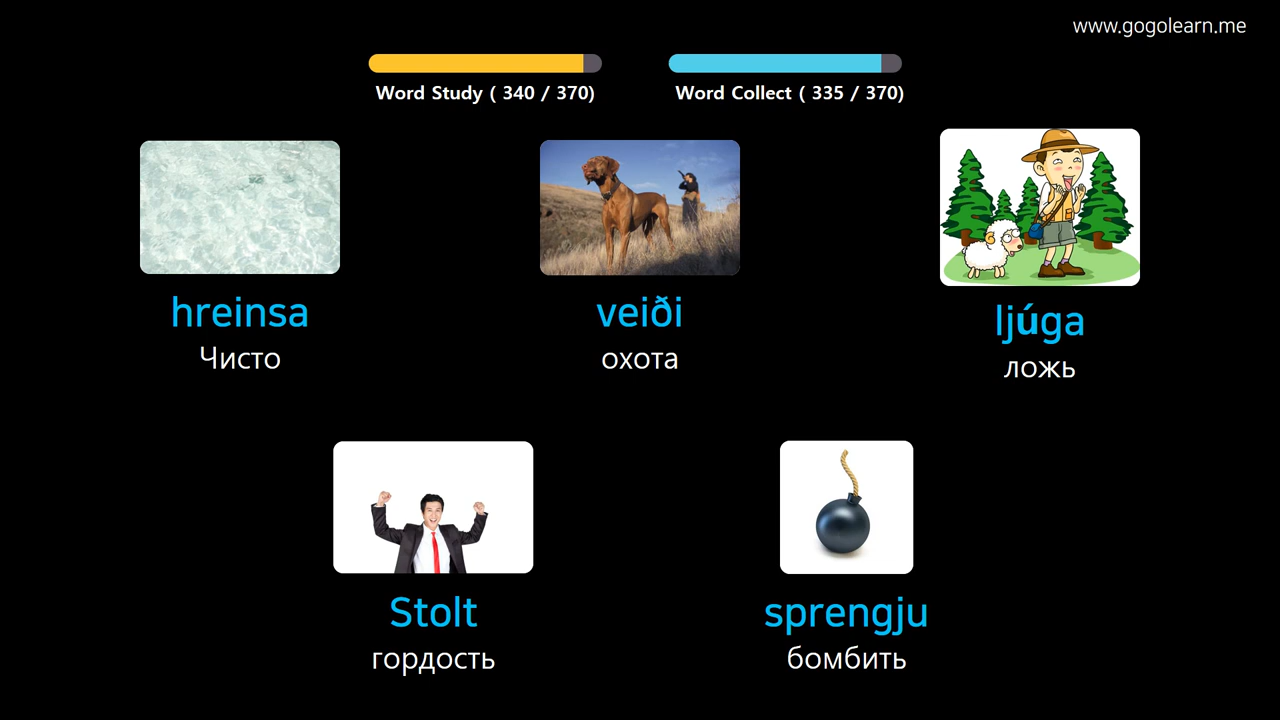 www.gogolearn.me
Word Study ( 340 / 370)
Word Collect ( 335 / 370)
hreinsa
Чисто
veiði
охота
ljúga
ложь
Stolt
гордость
sprengju
бомбить